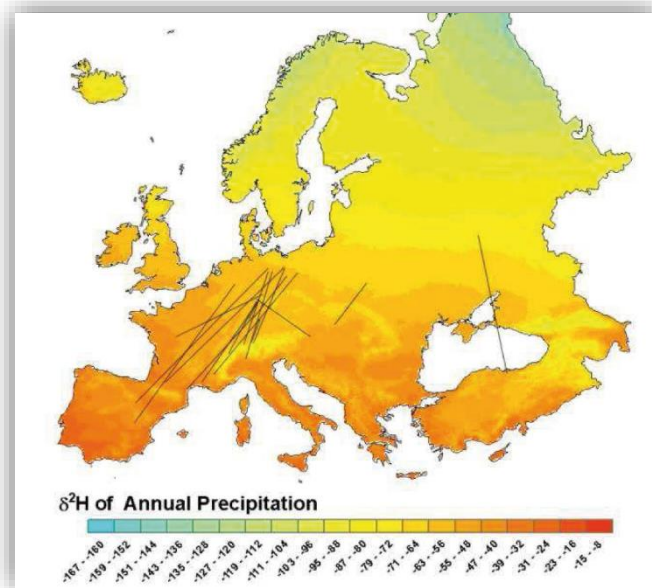 δ²H of Annual Precipitation
-167 - -160
-159 - -152
-151 - -144
-143 - -136
-135 - -128
-127 - -120
-119 - -112
-111 - -104
-103 - -96
-95 - -88
-87 - -80
-79 - -72
-71 - -64
-63 - -56
-55 - -48
-47 - -40
-39 - -32
-31 - -24
-23 - -16
-15 - -8